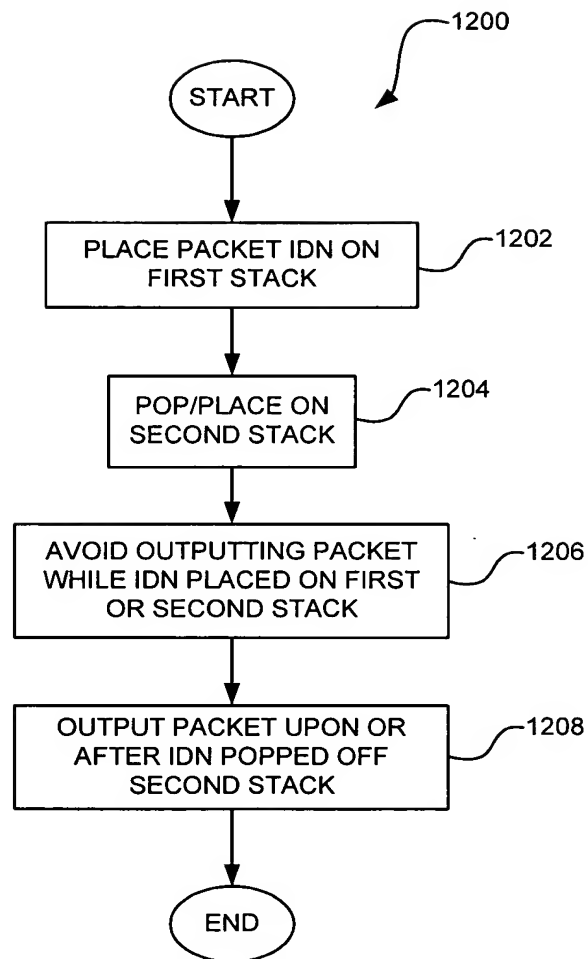 1200
START
PLACE PACKET IDN ON
FIRST STACK
1202
POP/PLACE ON
SECOND STACK
1204
AVOID OUTPUTTING PACKET
WHILE IDN PLACED ON FIRST
OR SECOND STACK
1206
OUTPUT PACKET UPON OR
AFTER IDN POPPED OFF
SECOND STACK
1208
END